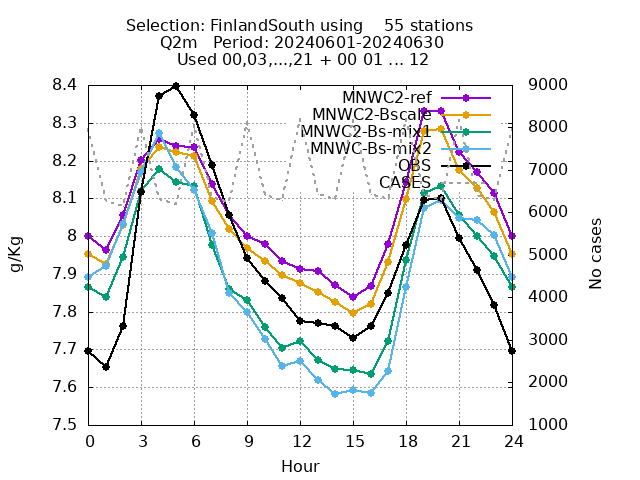 Selection: FinlandSouth using    55 stations
Q2m   Period: 20240601-20240630
Used 00,03,...,21 + 00 01 ... 12
8.4
8.3
8.2
8.1
8
7.9
7.8
7.7
7.6
7.5
g/Kg
MNWC2-ref
MNWC2-Bscale
MNWC2-Bs-mix1
MNWC-Bs-mix2
OBS
CASES
9000
8000
7000
6000
5000
4000
3000
2000
1000
No cases
0 3 6 9 12 15 18 21 24
Hour